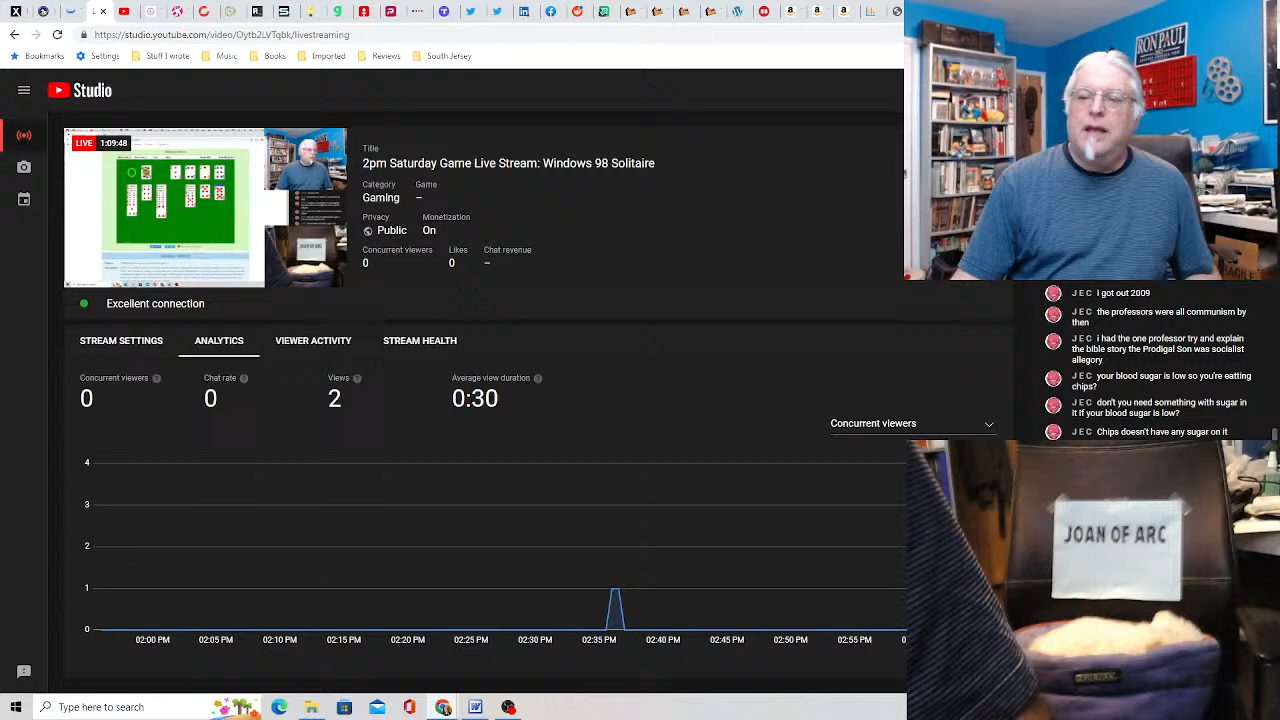 https://studio.youtube.com/video/Oytb2LVTqbk/livestreaming
Bookmarks
Settings
Stuff I wrote
Music
Books
Imported
Reviews
South Jersey
Studio
LIVE 1:09:48
Title
2pm Saturday Game Live Stream: Windows 98 Solitaire
Category Game
Gaming –
Privacy Monetization
Public On
Concurrent viewers Likes Chat revenue
0 0 –
Excellent connection
STREAM SETTINGS ANALYTICS VIEWER ACTIVITY STREAM HEALTH
Concurrent viewers Chat rate Views Average view duration
0 0 2 0:30
Concurrent viewers
4
3
2
1
0
02:00 PM 02:05 PM 02:10 PM 02:15 PM 02:20 PM 02:25 PM 02:30 PM 02:35 PM 02:40 PM 02:45 PM 02:50 PM 02:55 PM
Type here to search
RON PAUL
FRAGILE
J E C I got out 2009
J E C the professors were all communism by
then
J E C i had the one professor try and explain
the bible story the Prodigal Son was socialist
allegory
J E C your blood sugar is low so you're eating
chips?
J E C don't you need something with sugar in
it if your blood sugar is low?
J E C Chips doesn't have any sugar on it
JOAN OF ARC